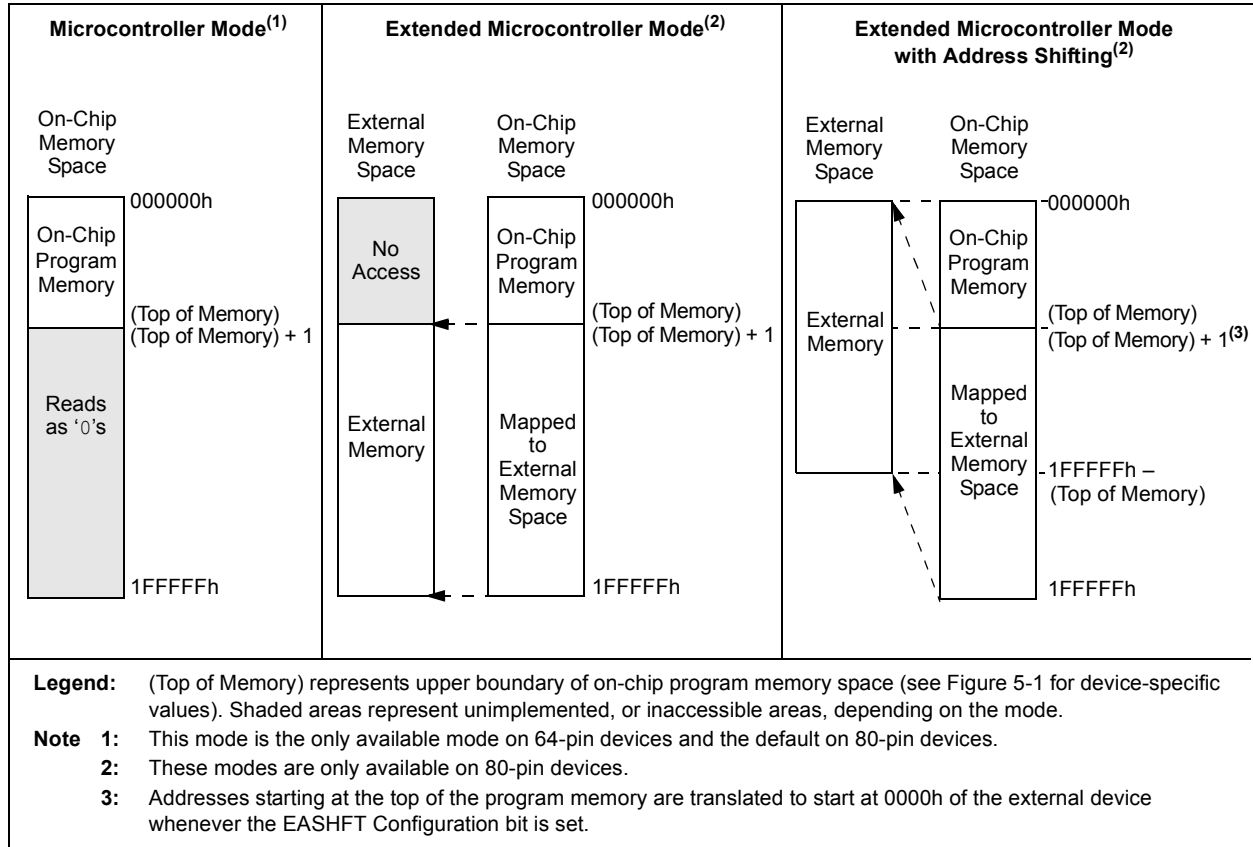 Microcontroller Mode(1)
On-Chip
Memory
Space
000000h
On-Chip
Program
Memory
(Top of Memory)
(Top of Memory) + 1
Reads
as ‘0’s
1FFFFFh
Extended Microcontroller Mode(2)
External
Memory
Space
On-Chip
Memory
Space
000000h
No
Access
On-Chip
Program
Memory
(Top of Memory)
(Top of Memory) + 1
External
Memory
Mapped
to
External
Memory
Space
1FFFFFh
Extended Microcontroller Mode
with Address Shifting(2)
External
Memory
Space
On-Chip
Memory
Space
000000h
On-Chip
Program
Memory
External
Memory
(Top of Memory)
(Top of Memory) + 1(3)
Mapped
to
External
Memory
Space
1FFFFFh –
(Top of Memory)
1FFFFFh
Legend: (Top of Memory) represents upper boundary of on-chip program memory space (see Figure 5-1 for device-specific
values). Shaded areas represent unimplemented, or inaccessible areas, depending on the mode.
Note 1: This mode is the only available mode on 64-pin devices and the default on 80-pin devices.
2: These modes are only available on 80-pin devices.
3: Addresses starting at the top of the program memory are translated to start at 0000h of the external device
whenever the EASHFT Configuration bit is set.